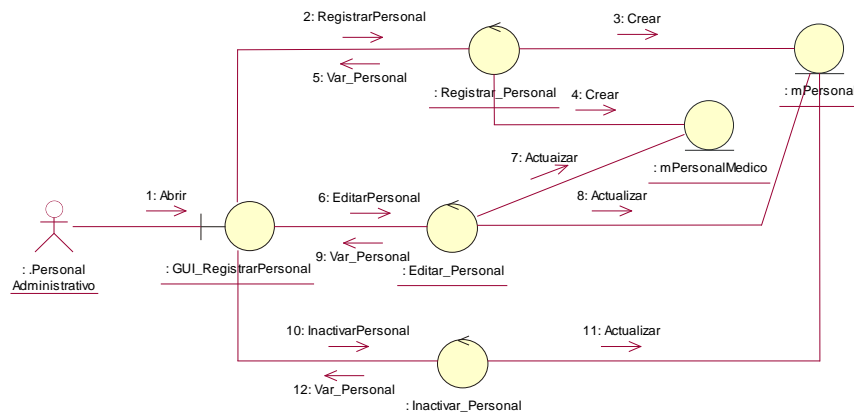 2: RegistrarPersonal
3: Crear
5: Var_Personal
: Registrar_Personal
: mPersonal
4: Crear
7: Actuaizar
: mPersonalMedico
1: Abrir
6: EditarPersonal
8: Actualizar
9: Var_Personal
: .Personal
Administrativo
: GUI_RegistrarPersonal
: Editar_Personal
10: InactivarPersonal
11: Actualizar
12: Var_Personal
: Inactivar_Personal